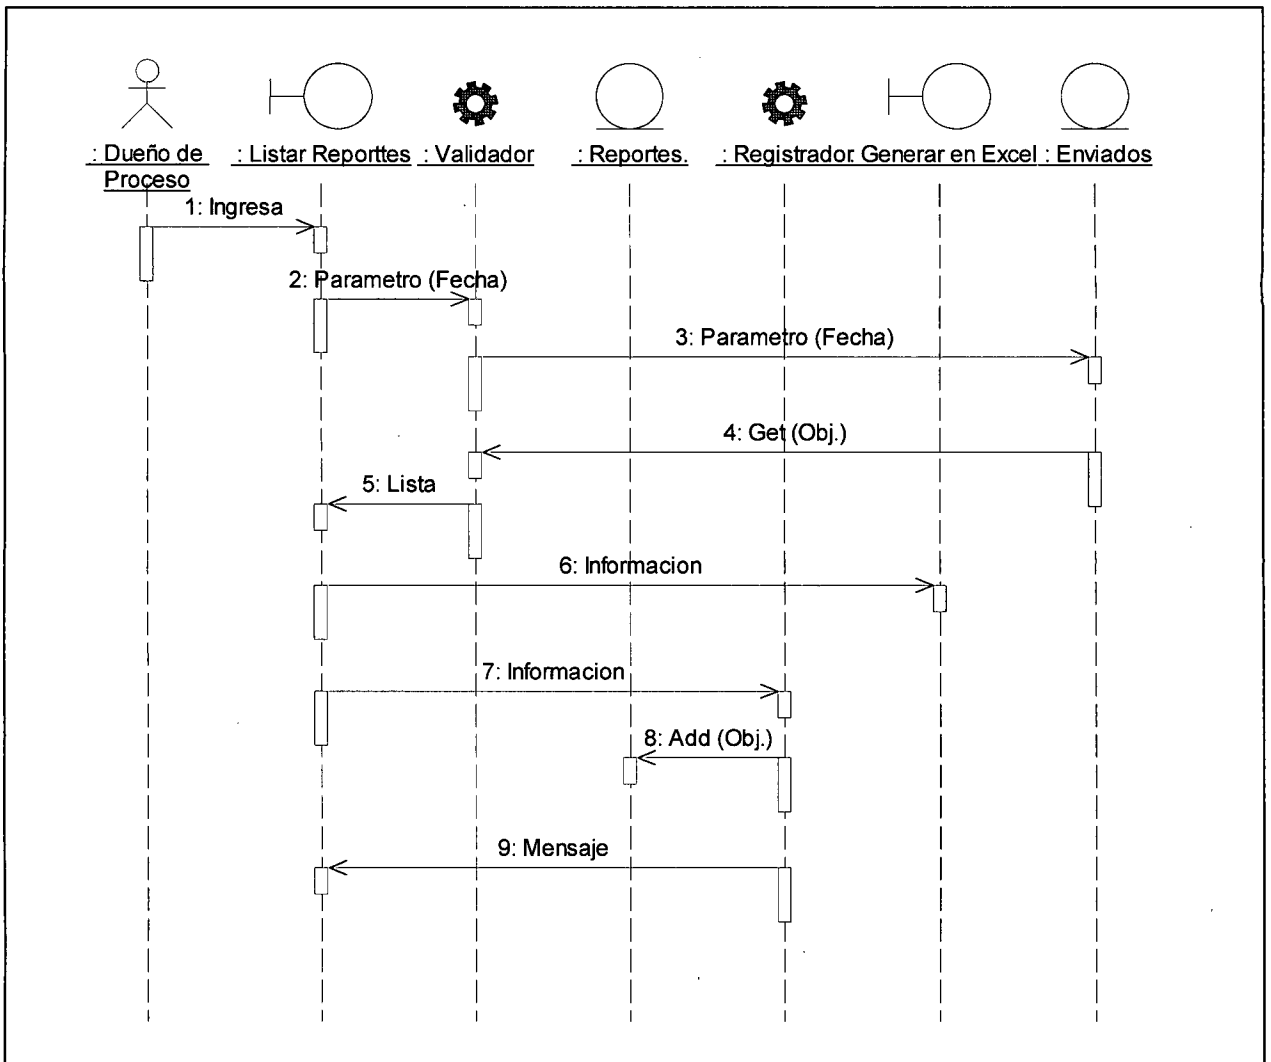 : Dueño de
Proceso
: Listar Reporttes
: Validador
: Reportes.
: Registrador
: Generar en Excel
: Enviados
1: Ingresa
2: Parametro (Fecha)
3: Parametro (Fecha)
4: Get (Obj.)
5: Lista
6: Informacion
7: Informacion
8: Add (Obj.)
9: Mensaje